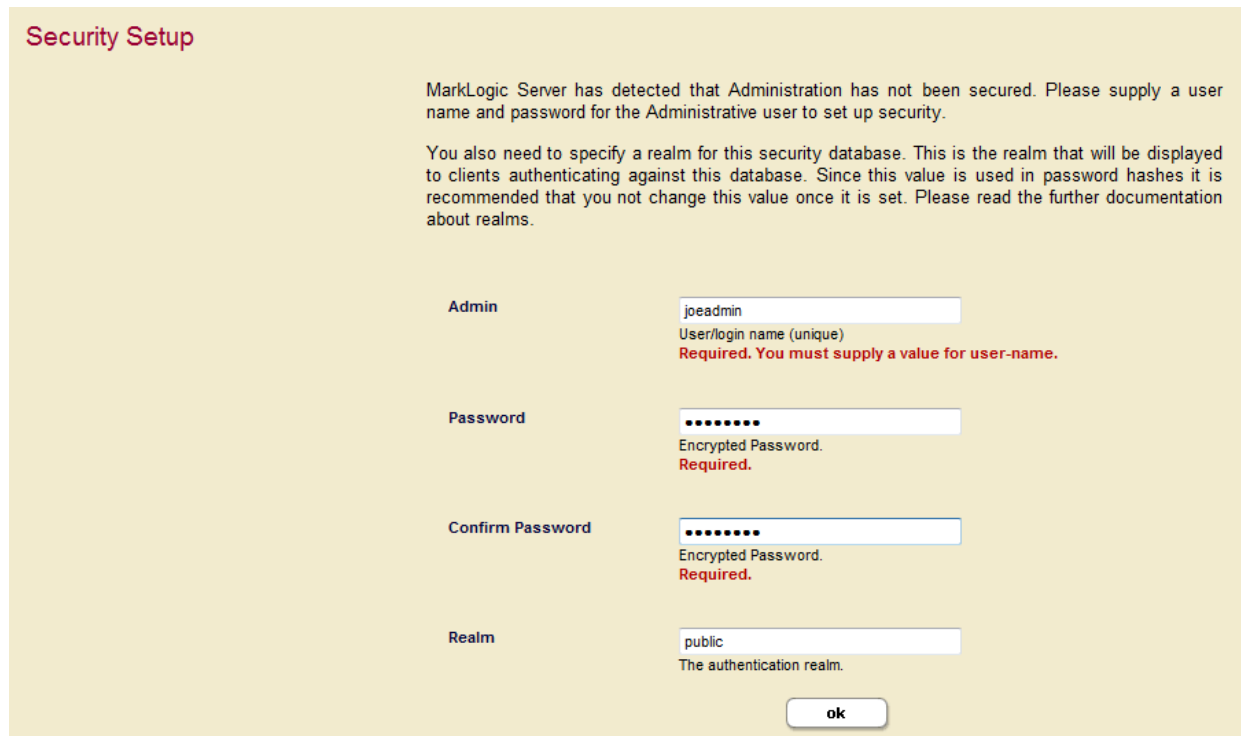 Security Setup
MarkLogic Server has detected that Administration has not been secured. Please supply a user
name and password for the Administrative user to set up security.
You also need to specify a realm for this security database. This is the realm that will be displayed
to clients authenticating against this database. Since this value is used in password hashes it is
recommended that you not change this value once it is set. Please read the further documentation
about realms.
Admin
joeadmin
User/login name (unique)
Required. You must supply a value for user-name.
Password
••••••••
Encrypted Password.
Required.
Confirm Password
••••••••
Encrypted Password.
Required.
Realm
public
The authentication realm.
ok